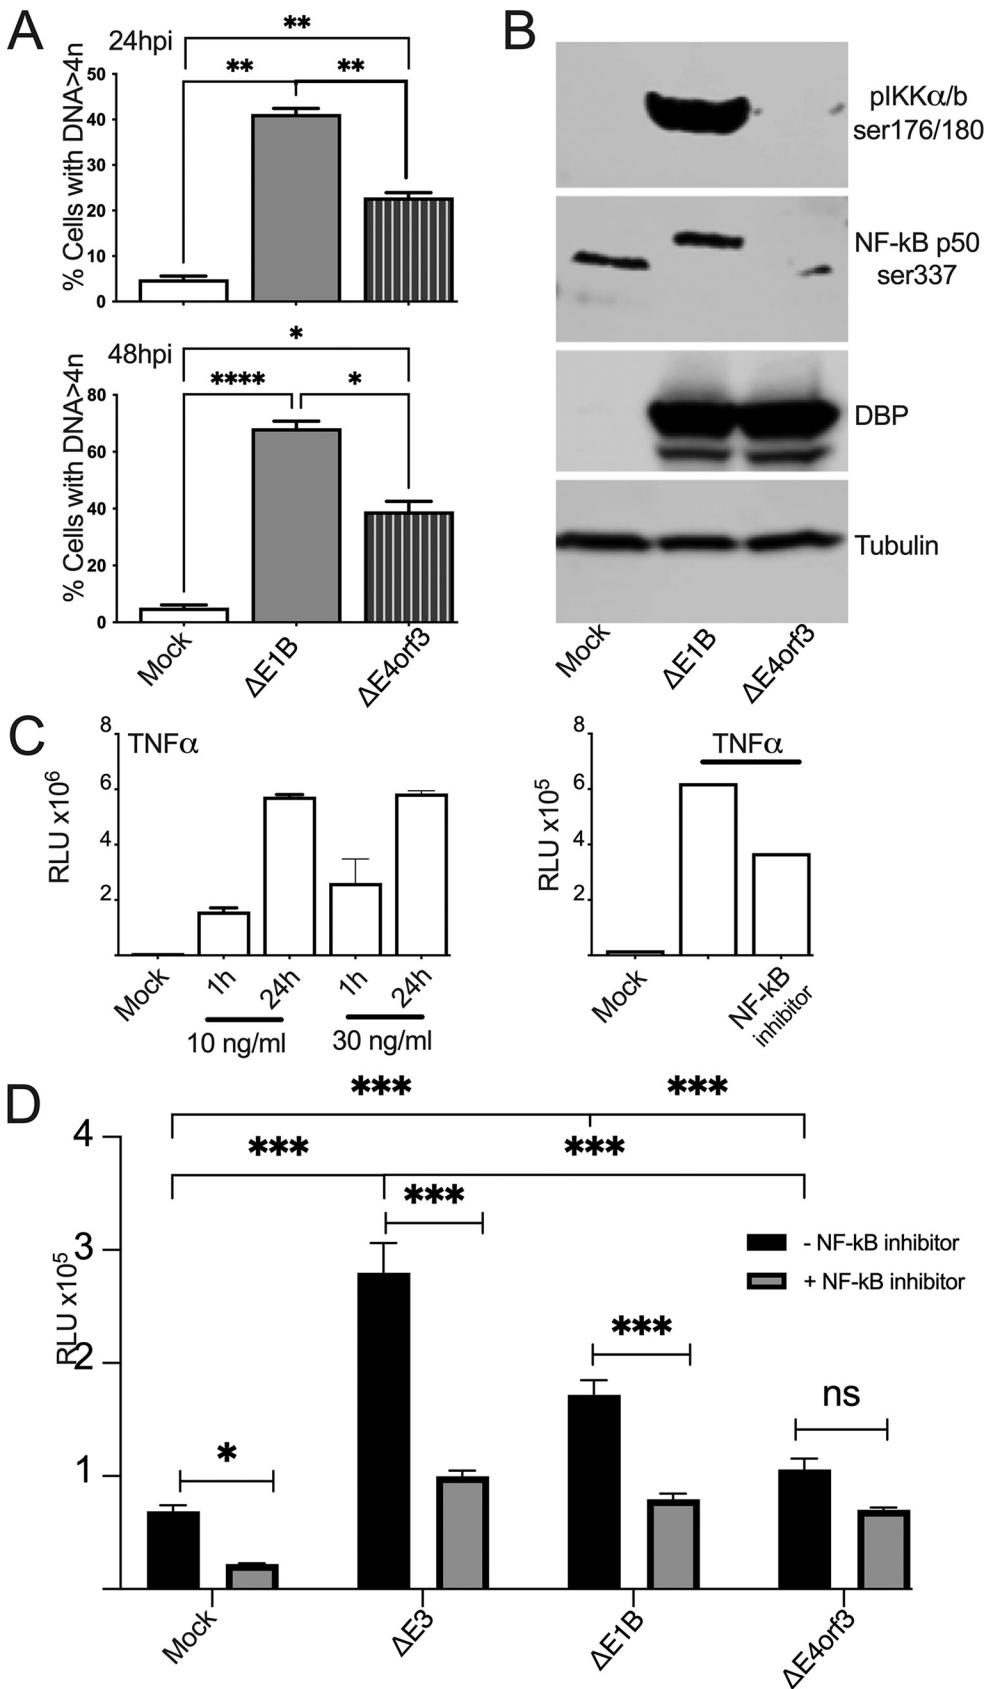 A
24hpi
**
**
**
% Cells with DNA>4n
50
40
30
20
10
0
48hpi
*
****
*
% Cells with DNA>4n
80
60
40
20
0
Mock
ΔE1B
ΔE4orf3
B
pIKKα/b
ser176/180
NF-kB p50
ser337
DBP
Tubulin
Mock
ΔE1B
ΔE4orf3
C
TNFα
RLU x10⁶
8
6
4
2
Mock
1h
24h
1h
24h
10 ng/ml
30 ng/ml
TNFα
RLU x10⁵
8
6
4
2
Mock
NF-kB
inhibitor
D
***
***
***
***
***
***
*
ns
RLU x10⁵
4
3
2
1
- NF-kB inhibitor
+ NF-kB inhibitor
Mock
ΔE3
ΔE1B
ΔE4orf3